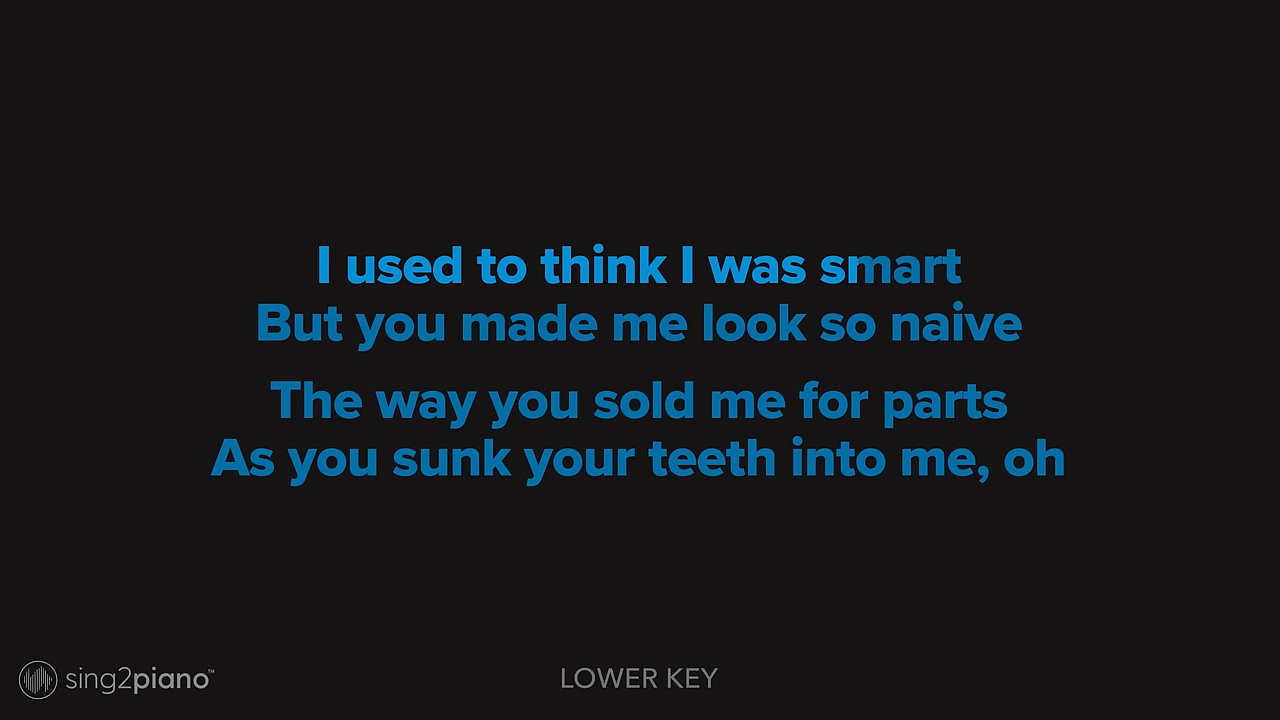 I used to think I was smart
But you made me look so naive
The way you sold me for parts
As you sunk your teeth into me, oh
sing2piano™
LOWER KEY